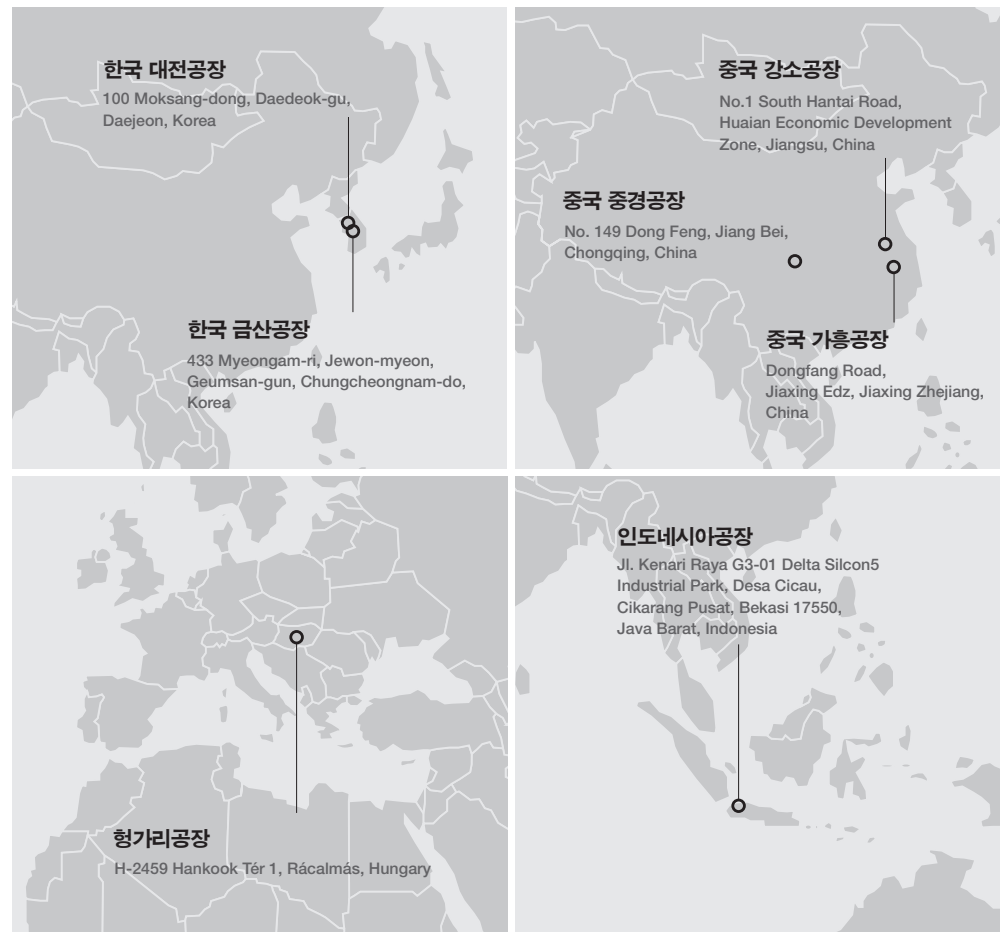 한국 대전공장
100 Moksang-dong, Daedeok-gu,
Daejeon, Korea
한국 금산공장
433 Myeongam-ri, Jewon-myeon,
Geumsan-gun, Chungcheongnam-do,
Korea
중국 강소공장
No.1 South Hantai Road,
Huaian Economic Development
Zone, Jiangsu, China
중국 중경공장
No. 149 Dong Feng, Jiang Bei,
Chongqing, China
중국 가흥공장
Dongfang Road,
Jiaxing Edz, Jiaxing Zhejiang,
China
헝가리공장
H-2459 Hankook Tér 1, Rácalmás, Hungary
인도네시아공장
Jl. Kenari Raya G3-01 Delta Silcon5
Industrial Park, Desa Cicau,
Cikarang Pusat, Bekasi 17550,
Java Barat, Indonesia